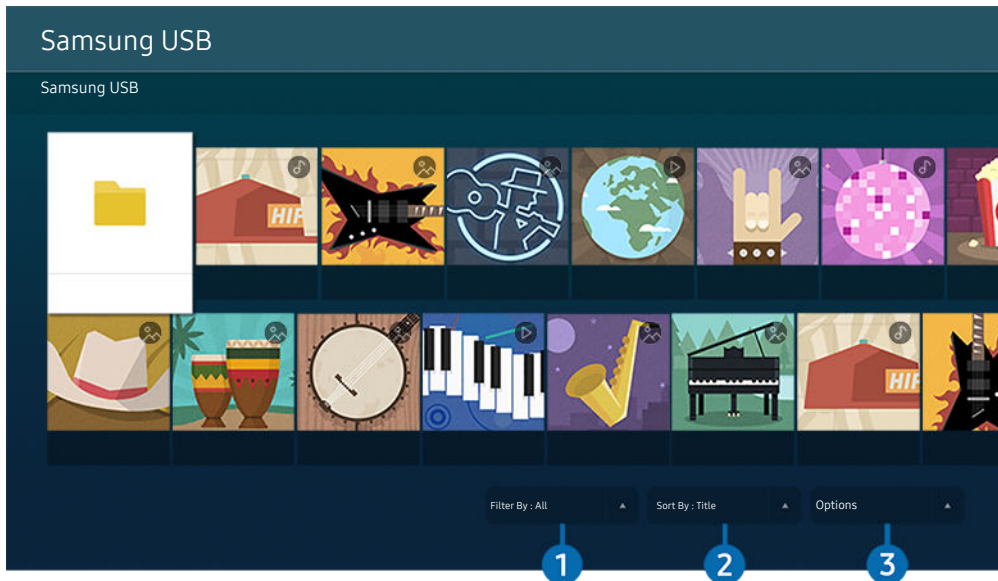 Samsung USB
Samsung USB
HIP
HIP
Filter By : All
Sort By : Title
Options
1
2
3